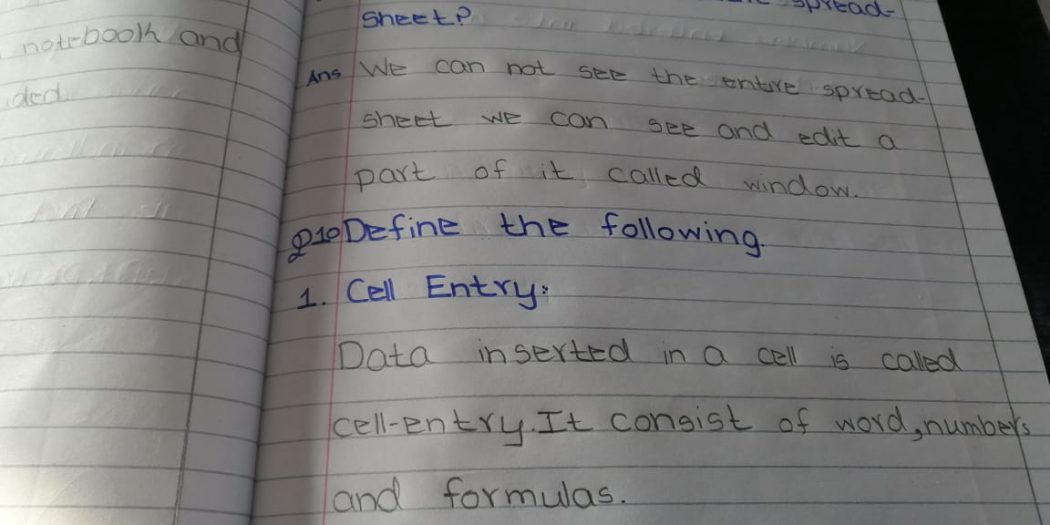 notebook and
ded
spread-
sheet?
Ans We can not see the entire spread-
sheet we can see and edit a
part of it called window.
Q10 Define the following.
1. Cell Entry:
Data inserted in a cell is called
cell-entry. It consist of word, numbers
and formulas.